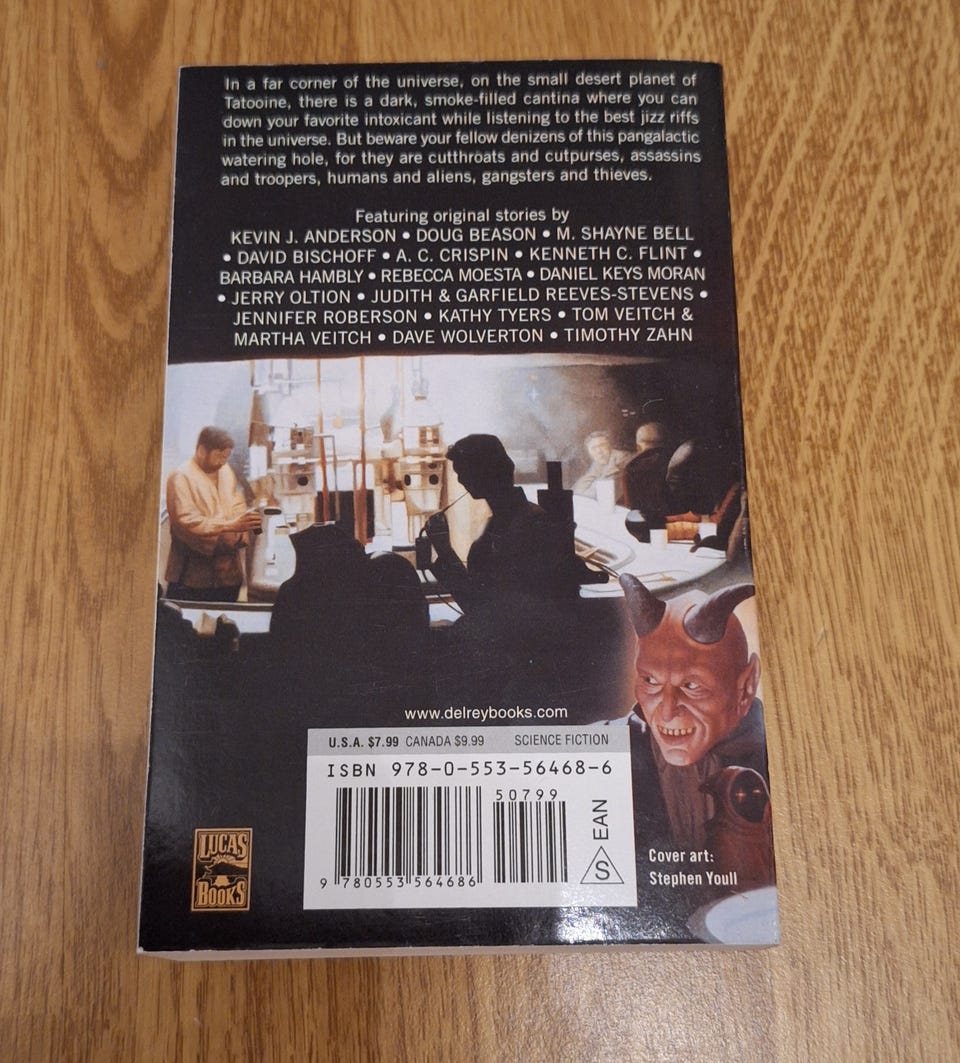 In a far corner of the universe, on the small desert planet of
Tatooine, there is a dark, smoke-filled cantina where you can
down your favorite intoxicant while listening to the best jizz riffs
in the universe. But beware your fellow denizens of this pangalactic
watering hole, for they are cutthroats and cutpurses, assassins
and troopers, humans and aliens, gangsters and thieves.
Featuring original stories by
KEVIN J. ANDERSON • DOUG BEASON • M. SHAYNE BELL
• DAVID BISCHOFF • A. C. CRISPIN • KENNETH C. FLINT •
BARBARA HAMBLY • REBECCA MOESTA • DANIEL KEYS MORAN
• JERRY OLTION • JUDITH & GARFIELD REEVES-STEVENS •
JENNIFER ROBERSON • KATHY TYERS • TOM VEITCH &
MARTHA VEITCH • DAVE WOLVERTON • TIMOTHY ZAHN
www.delreybooks.com
U.S.A. $7.99 CANADA $9.99 SCIENCE FICTION
ISBN 978-0-553-56468-6
50799
EAN
S
9 780553 564686
LUCAS
BOOKS
Cover art:
Stephen Youll